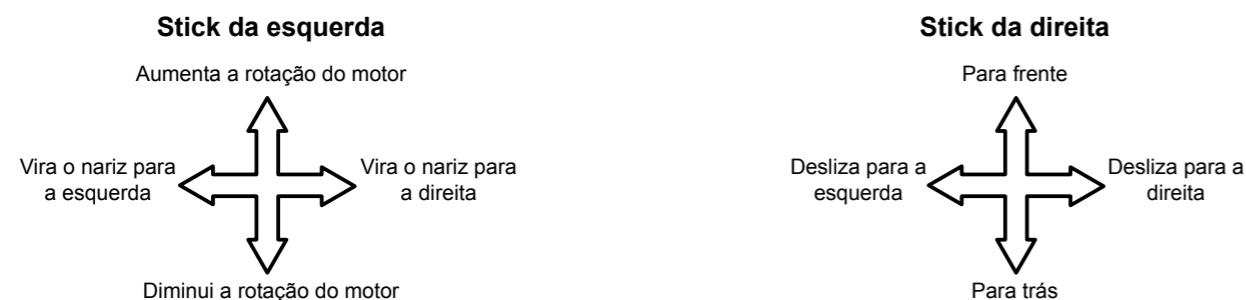 Stick da esquerda
Aumenta a rotação do motor
Vira o nariz para
a esquerda
Vira o nariz para
a direita
Diminui a rotação do motor
Stick da direita
Para frente
Desliza para a
esquerda
Desliza para a
direita
Para trás